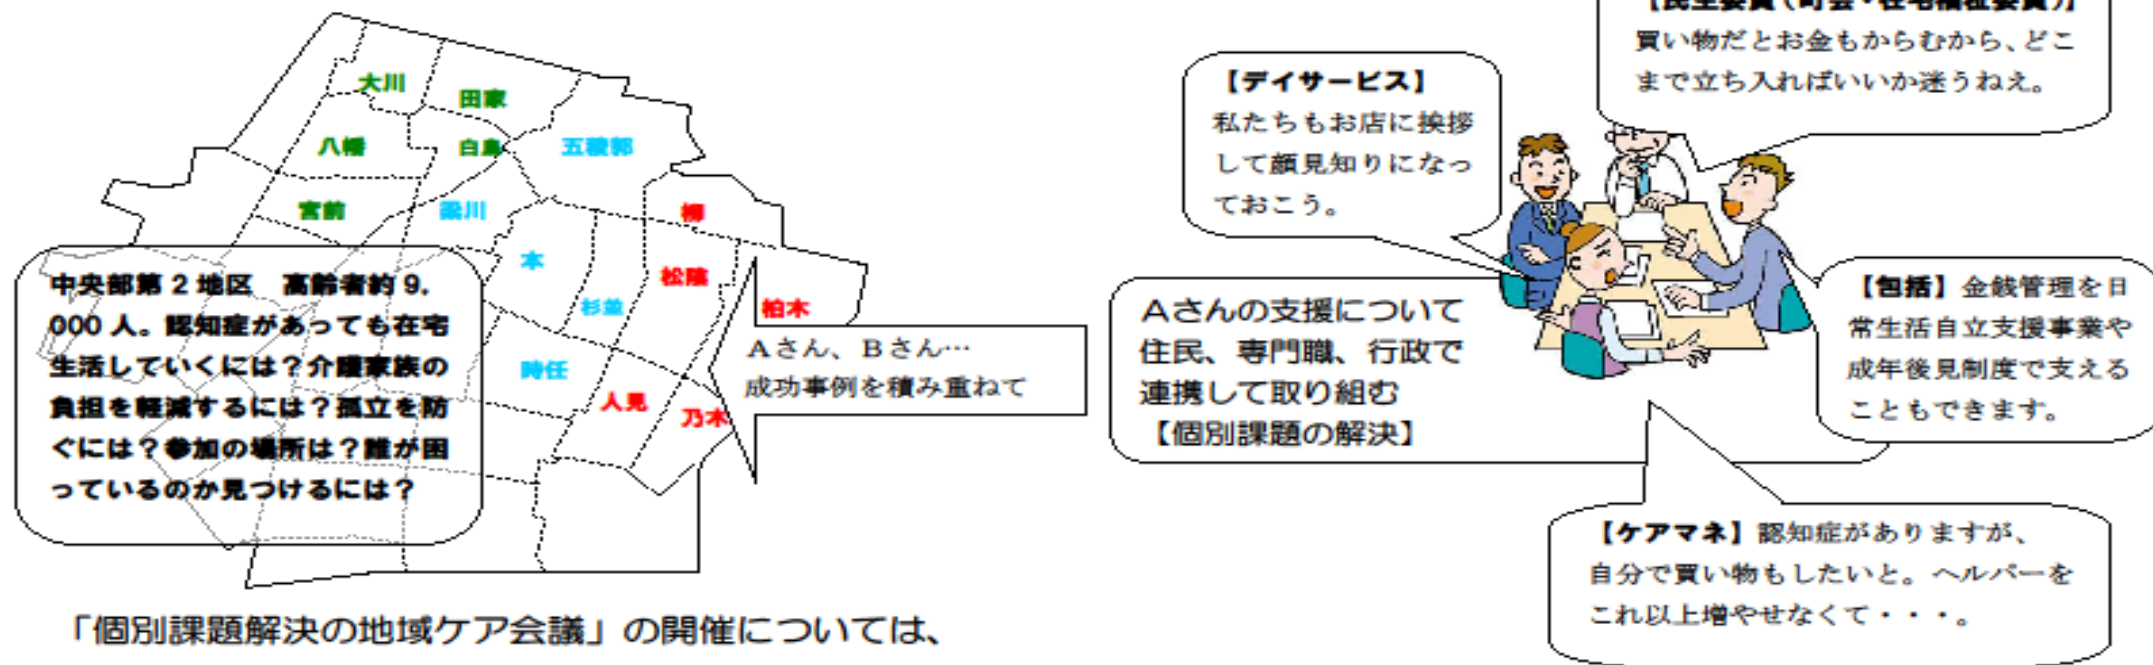 大川
田家
八幡
白鳥
五稜郭
宮前
梁川
柳
本
松陰
杉並
柏木
時任
人見
乃木
中央部第2地区　高齢者約9,
000人。認知症があっても在宅
生活していくには？介護家族の
負担を軽減するには？孤立を防
ぐには？参加の場所は？誰が困
っているのか見つけるには？
Aさん、Bさん…
成功事例を積み重ねて
「個別課題解決の地域ケア会議」の開催については、
【民生委員（町会・在宅福祉委員）】
買い物だとお金もからむから、どこ
まで立ち入ればいいか迷うねえ。
【デイサービス】
私たちもお店に挨拶
して顔見知りになっ
ておこう。
Aさんの支援について
住民、専門職、行政で
連携して取り組む
【個別課題の解決】
【包括】金銭管理を日
常生活自立支援事業や
成年後見制度で支える
こともできます。
【ケアマネ】認知症がありますが、
自分で買い物もしたいと。ヘルパーを
これ以上増やせなくて・・・。